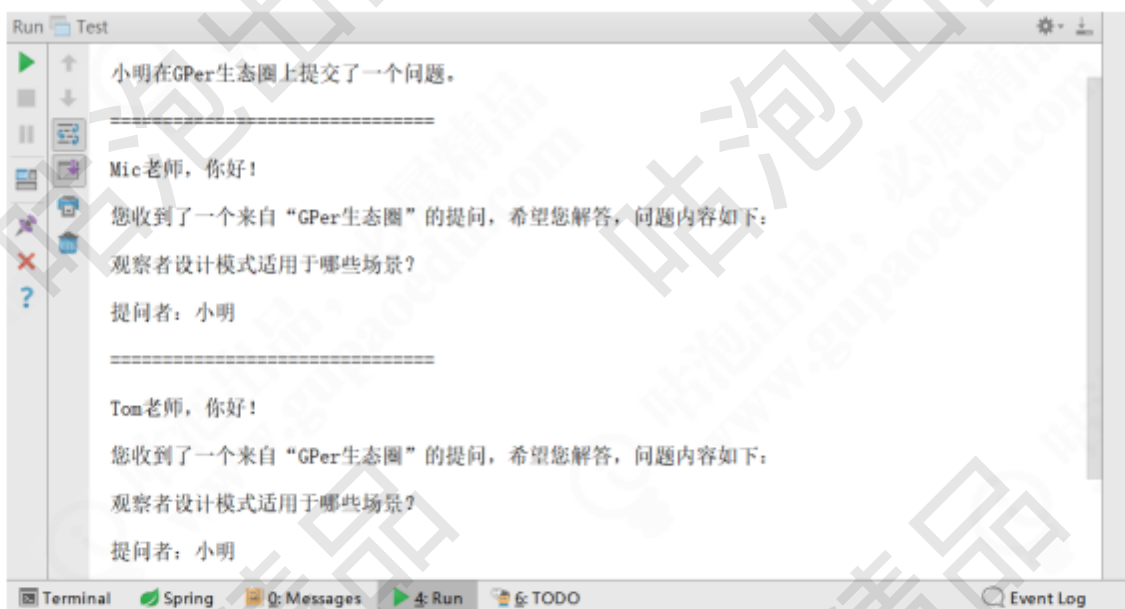 Run Test
小明在GPer生态圈上提交了一个问题。
===============================
Mic老师，你好！
您收到了一个来自“GPer生态圈”的提问，希望您解答，问题内容如下：
观察者设计模式适用于哪些场景？
提问者：小明
===============================
Tom老师，你好！
您收到了一个来自“GPer生态圈”的提问，希望您解答，问题内容如下：
观察者设计模式适用于哪些场景？
提问者：小明
Terminal Spring 0: Messages 4: Run 6: TODO Event Log
咕泡出品
www.gupaoedu.com